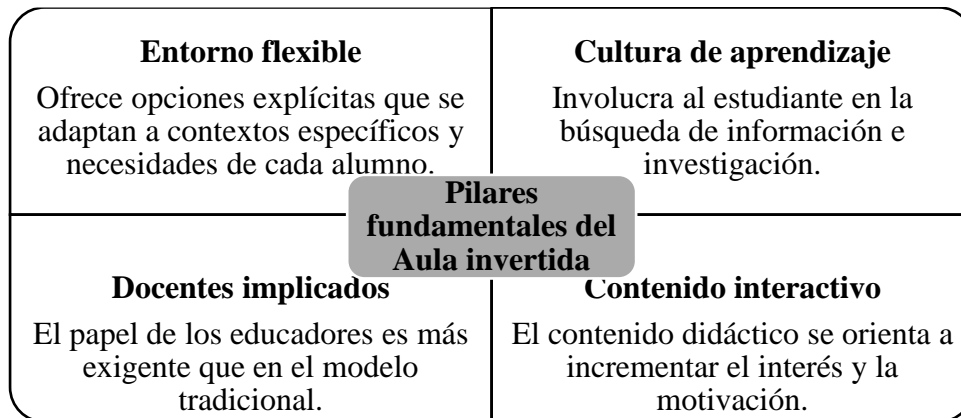 Entorno flexible
Ofrece opciones explícitas que se
adaptan a contextos específicos y
necesidades de cada alumno.
Cultura de aprendizaje
Involucra al estudiante en la
búsqueda de información e
investigación.
Pilares
fundamentales del
Aula invertida
Docentes implicados
El papel de los educadores es más
exigente que en el modelo
tradicional.
Contenido interactivo
El contenido didáctico se orienta a
incrementar el interés y la
motivación.